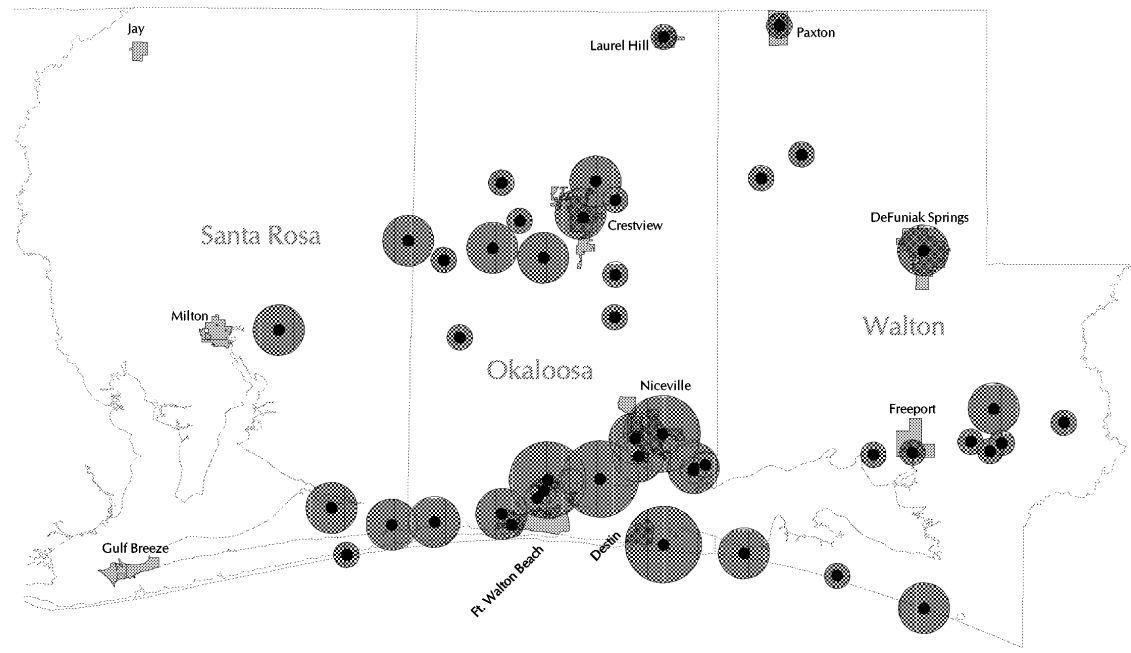 Jay
Laurel Hill
Paxton
DeFuniak Springs
Crestview
Santa Rosa
Milton
Walton
Okaloosa
Niceville
Freeport
Gulf Breeze
Ft. Walton Beach
Destin